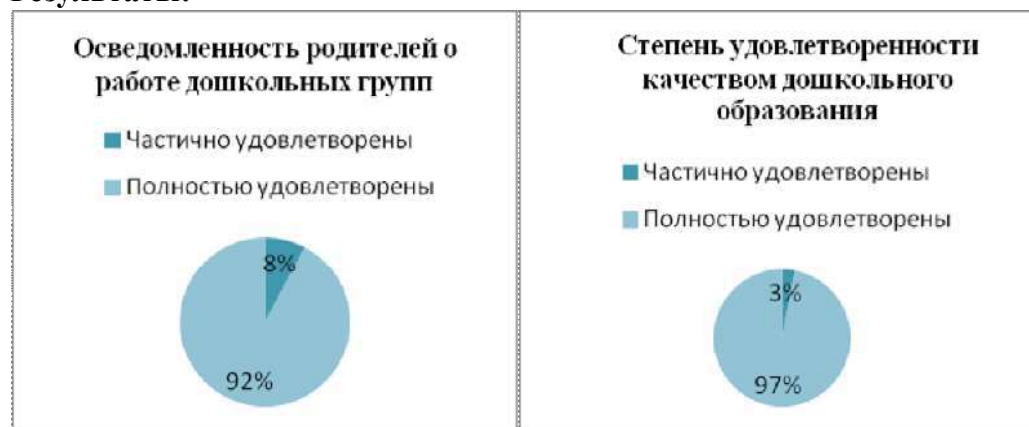 Осведомленность родителей о
работе дошкольных групп
Частично удовлетворены
Полностью удовлетворены
8%
92%
Степень удовлетворенности
качеством дошкольного
образования
Частично удовлетворены
Полностью удовлетворены
3%
97%